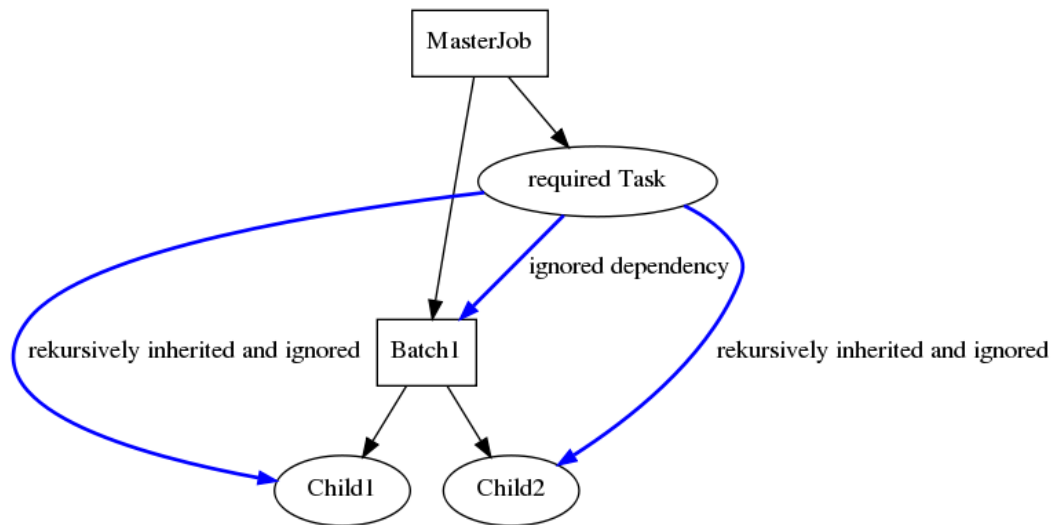 MasterJob
required Task
ignored dependency
rekursively inherited and ignored
Batch1
rekursively inherited and ignored
Child1
Child2